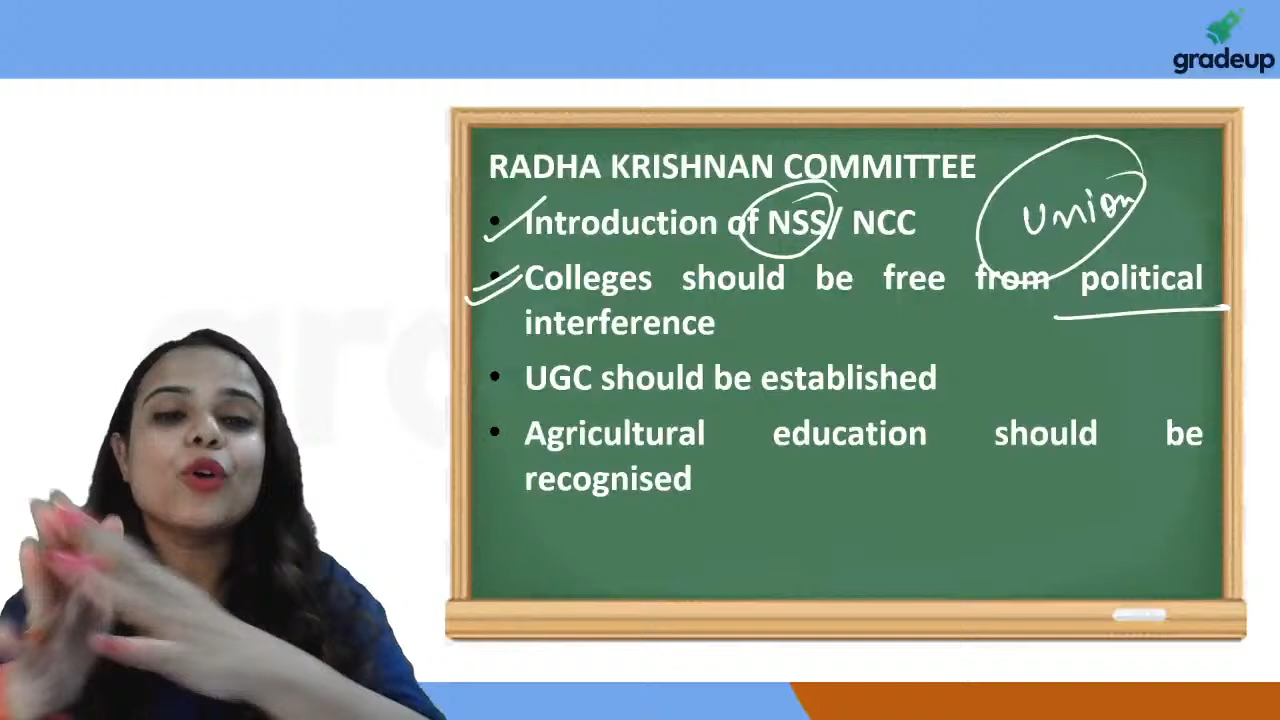 gradeup
RADHA KRISHNAN COMMITTEE
• Introduction of NSS/ NCC
Union
• Colleges should be free from political
interference
• UGC should be established
• Agricultural education should be
recognised